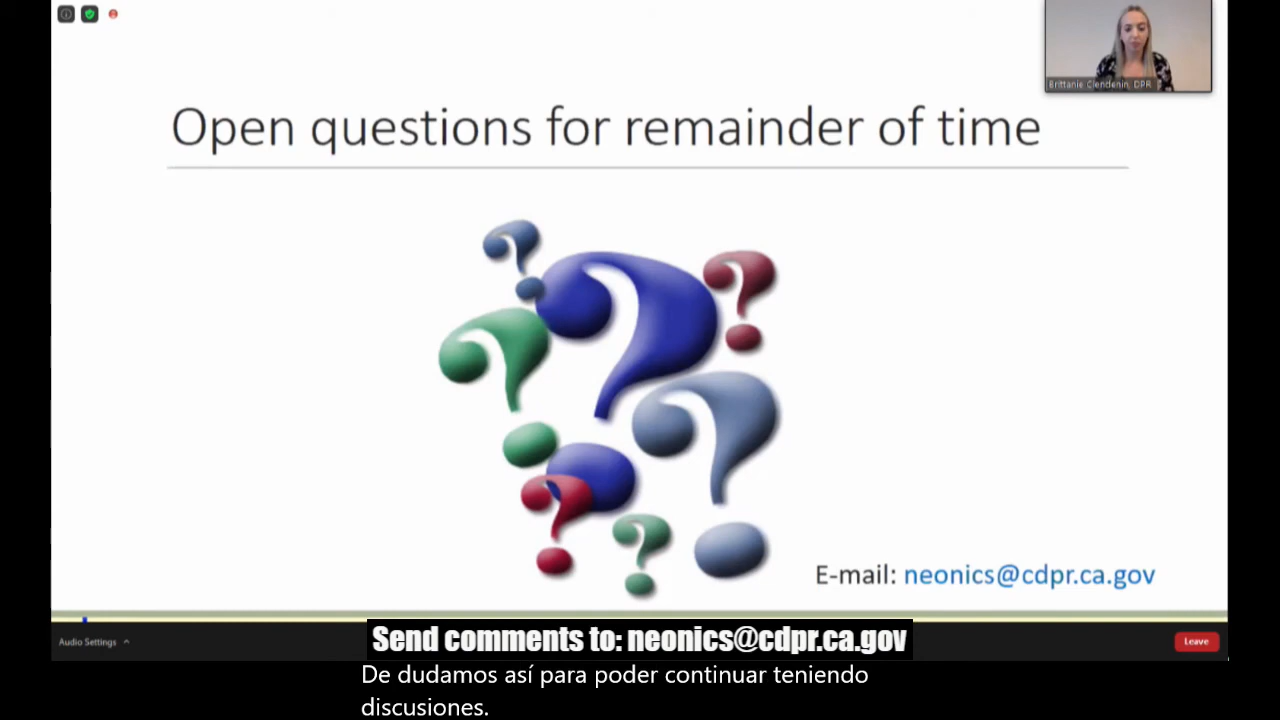 Brittanie Clendenin, DPR
Open questions for remainder of time
E-mail: neonics@cdpr.ca.gov
Audio Settings
Leave
Send comments to: neonics@cdpr.ca.gov
De dudamos así para poder continuar teniendo
discusiones.